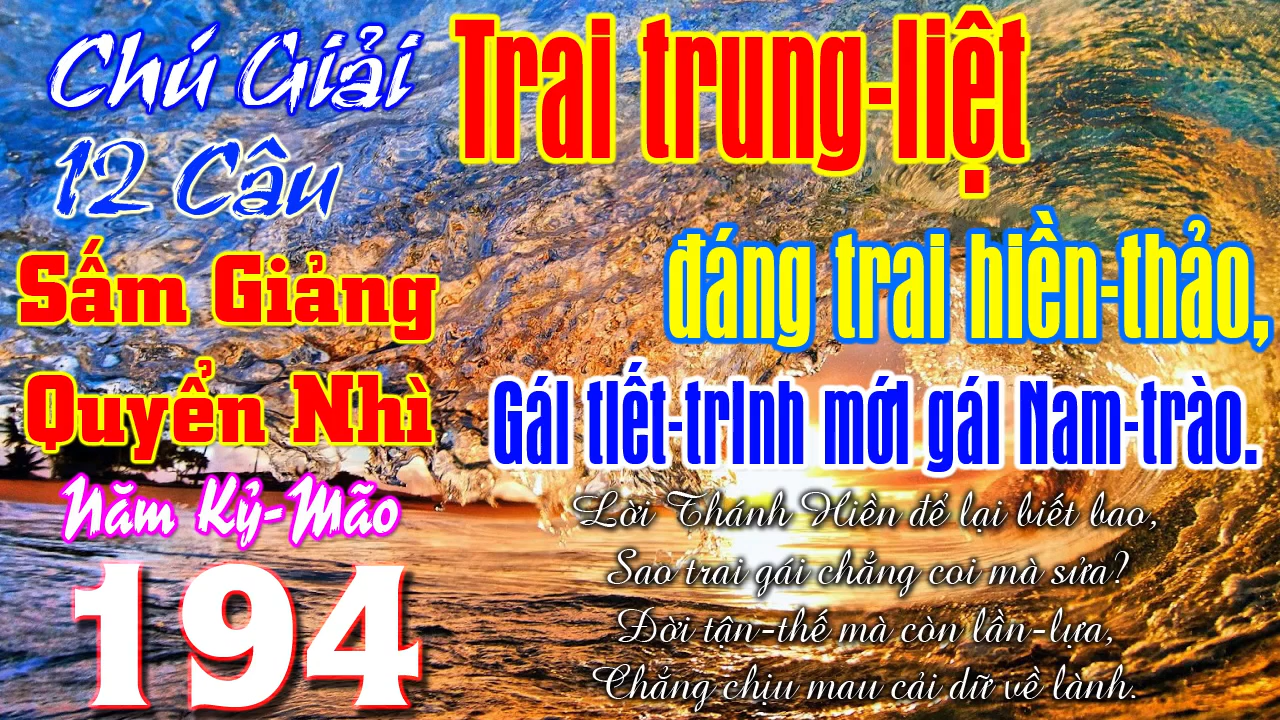 Chú Giải
12 Câu
Sấm Giảng
Quyển Nhì
Năm Kỷ-Mão
194
Trai trung-liệt
đáng trai hiền-thảo,
Gái tiết-trinh mới gái Nam-trào.
Lời Thánh Hiền để lại biết bao,
Sao trai gái chẳng coi mà sửa?
Đời tận-thế mà còn lần-lựa,
Chẳng chịu mau cải dữ về lành.